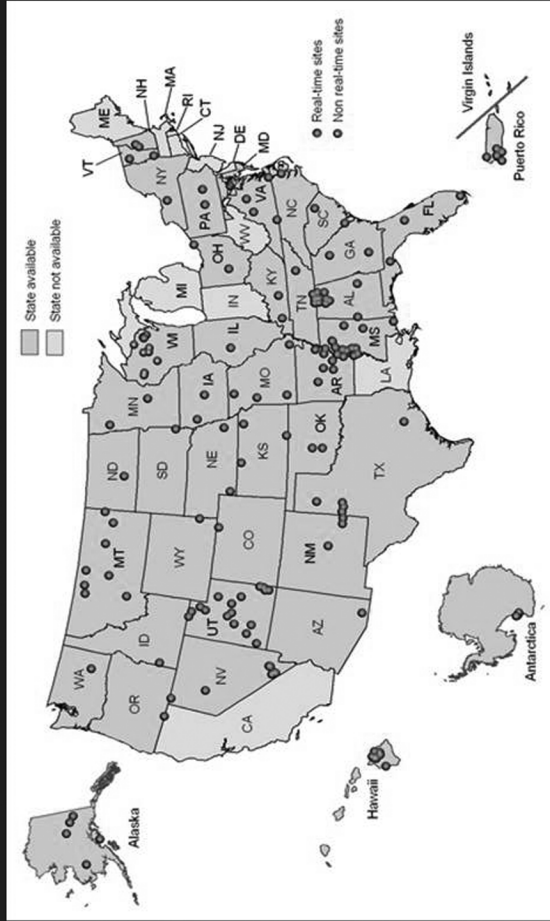 State available
State not available
WA
MT
ND
MN
WI
MI
VT
ME
NH
MA
RI
CT
NY
NJ
DE
MD
PA
OR
ID
SD
WY
NE
IA
IL
IN
OH
WV
VA
NV
UT
CO
KS
MO
KY
NC
TN
SC
CA
AZ
NM
OK
AR
MS
AL
GA
TX
LA
FL
Real-time sites
Non real-time sites
Alaska
Hawaii
Antarctica
Puerto Rico
Virgin Islands